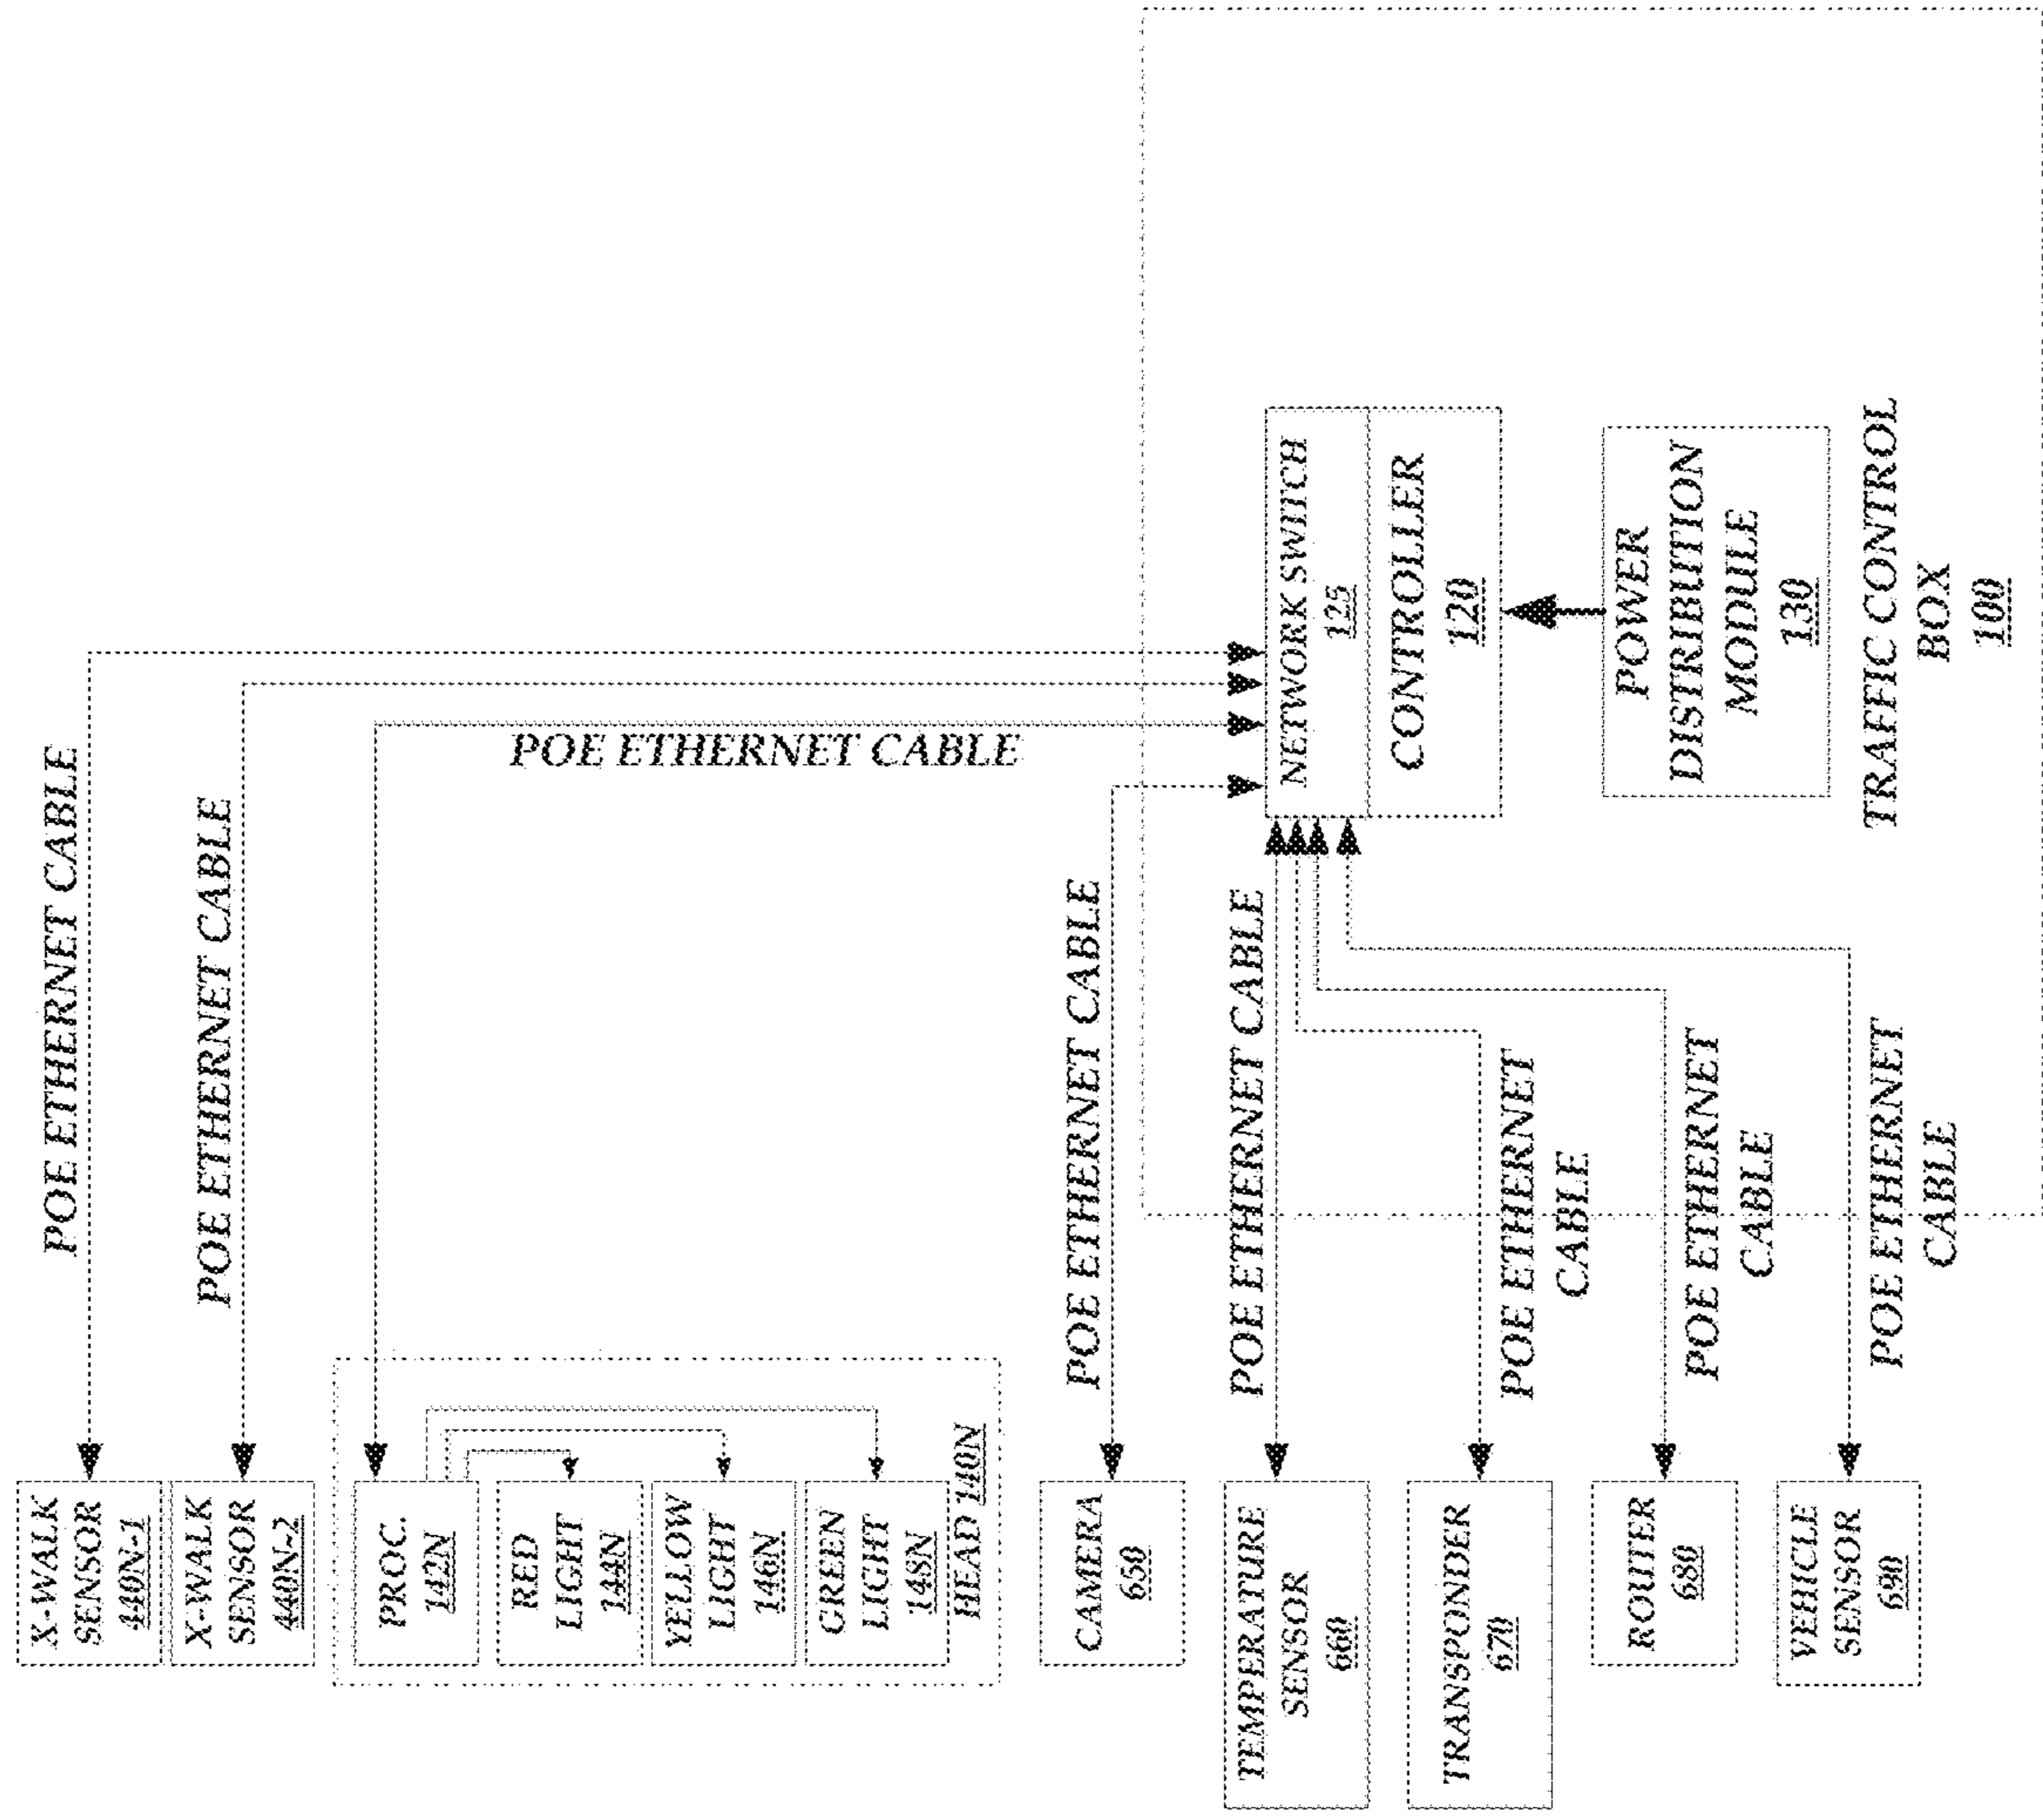 X-WALK
SENSOR
440N-1
X-WALK
SENSOR
440N-2
PROC.
142N
RED
LIGHT
144N
YELLOW
LIGHT
146N
GREEN
LIGHT
148N
HEAD 140N
CAMERA
650
TEMPERATURE
SENSOR
660
TRANSPONDER
670
ROUTER
680
VEHICLE
SENSOR
690
POE ETHERNET CABLE
POE ETHERNET CABLE
POE ETHERNET CABLE
POE ETHERNET CABLE
POE ETHERNET CABLE
POE ETHERNET
CABLE
POE ETHERNET
CABLE
POE ETHERNET
CABLE
NETWORK SWITCH
125
CONTROLLER
120
POWER
DISTRIBUTION
MODULE
130
TRAFFIC CONTROL
BOX
100